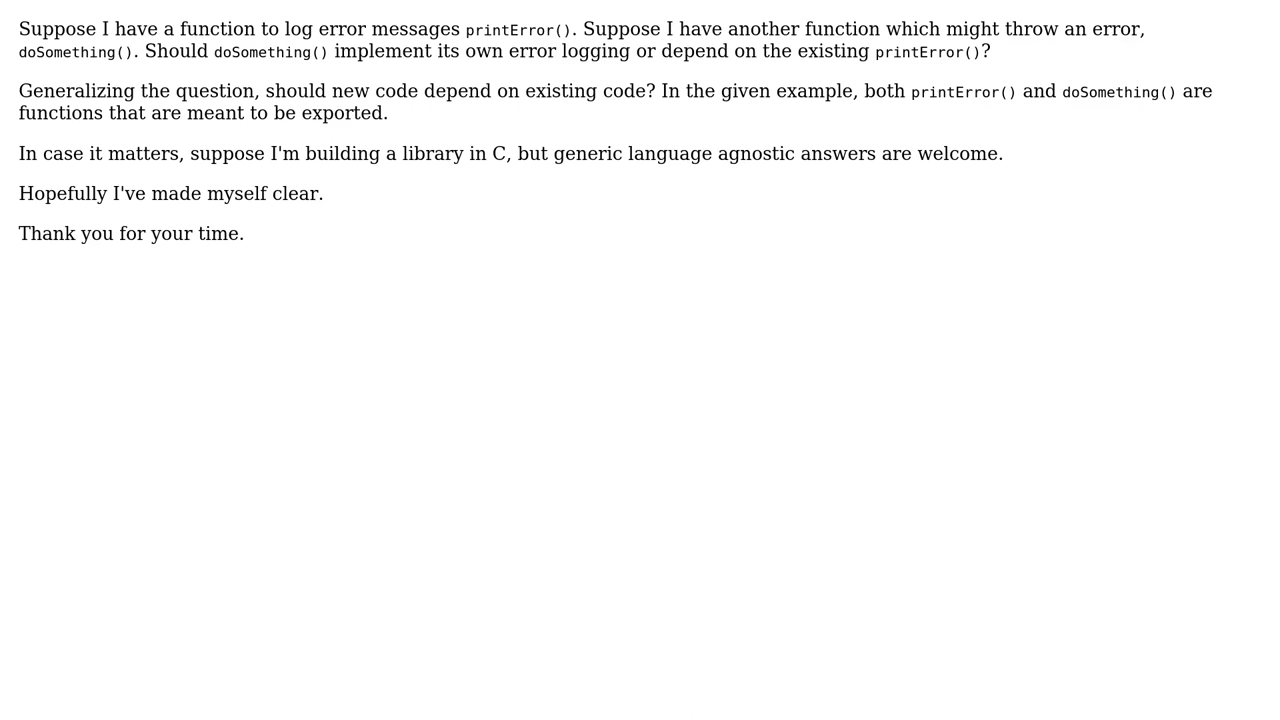 Suppose I have a function to log error messages printError(). Suppose I have another function which might throw an error,
doSomething(). Should doSomething() implement its own error logging or depend on the existing printError()?
Generalizing the question, should new code depend on existing code? In the given example, both printError() and doSomething() are
functions that are meant to be exported.
In case it matters, suppose I'm building a library in C, but generic language agnostic answers are welcome.
Hopefully I've made myself clear.
Thank you for your time.